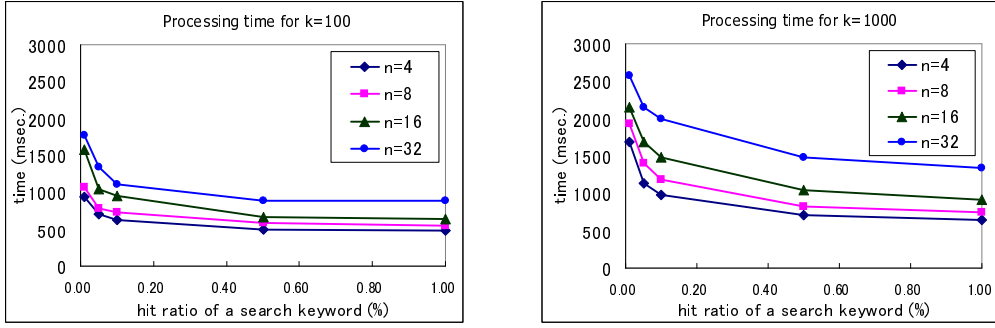 Processing time for k=100
3000
2500
2000
1500
1000
500
0
time (msec.)
n=4
n=8
n=16
n=32
0.00 0.20 0.40 0.60 0.80 1.00
hit ratio of a search keyword (%)
Processing time for k=1000
3000
2500
2000
1500
1000
500
0
time (msec.)
n=4
n=8
n=16
n=32
0.00 0.20 0.40 0.60 0.80 1.00
hit ratio of a search keyword (%)